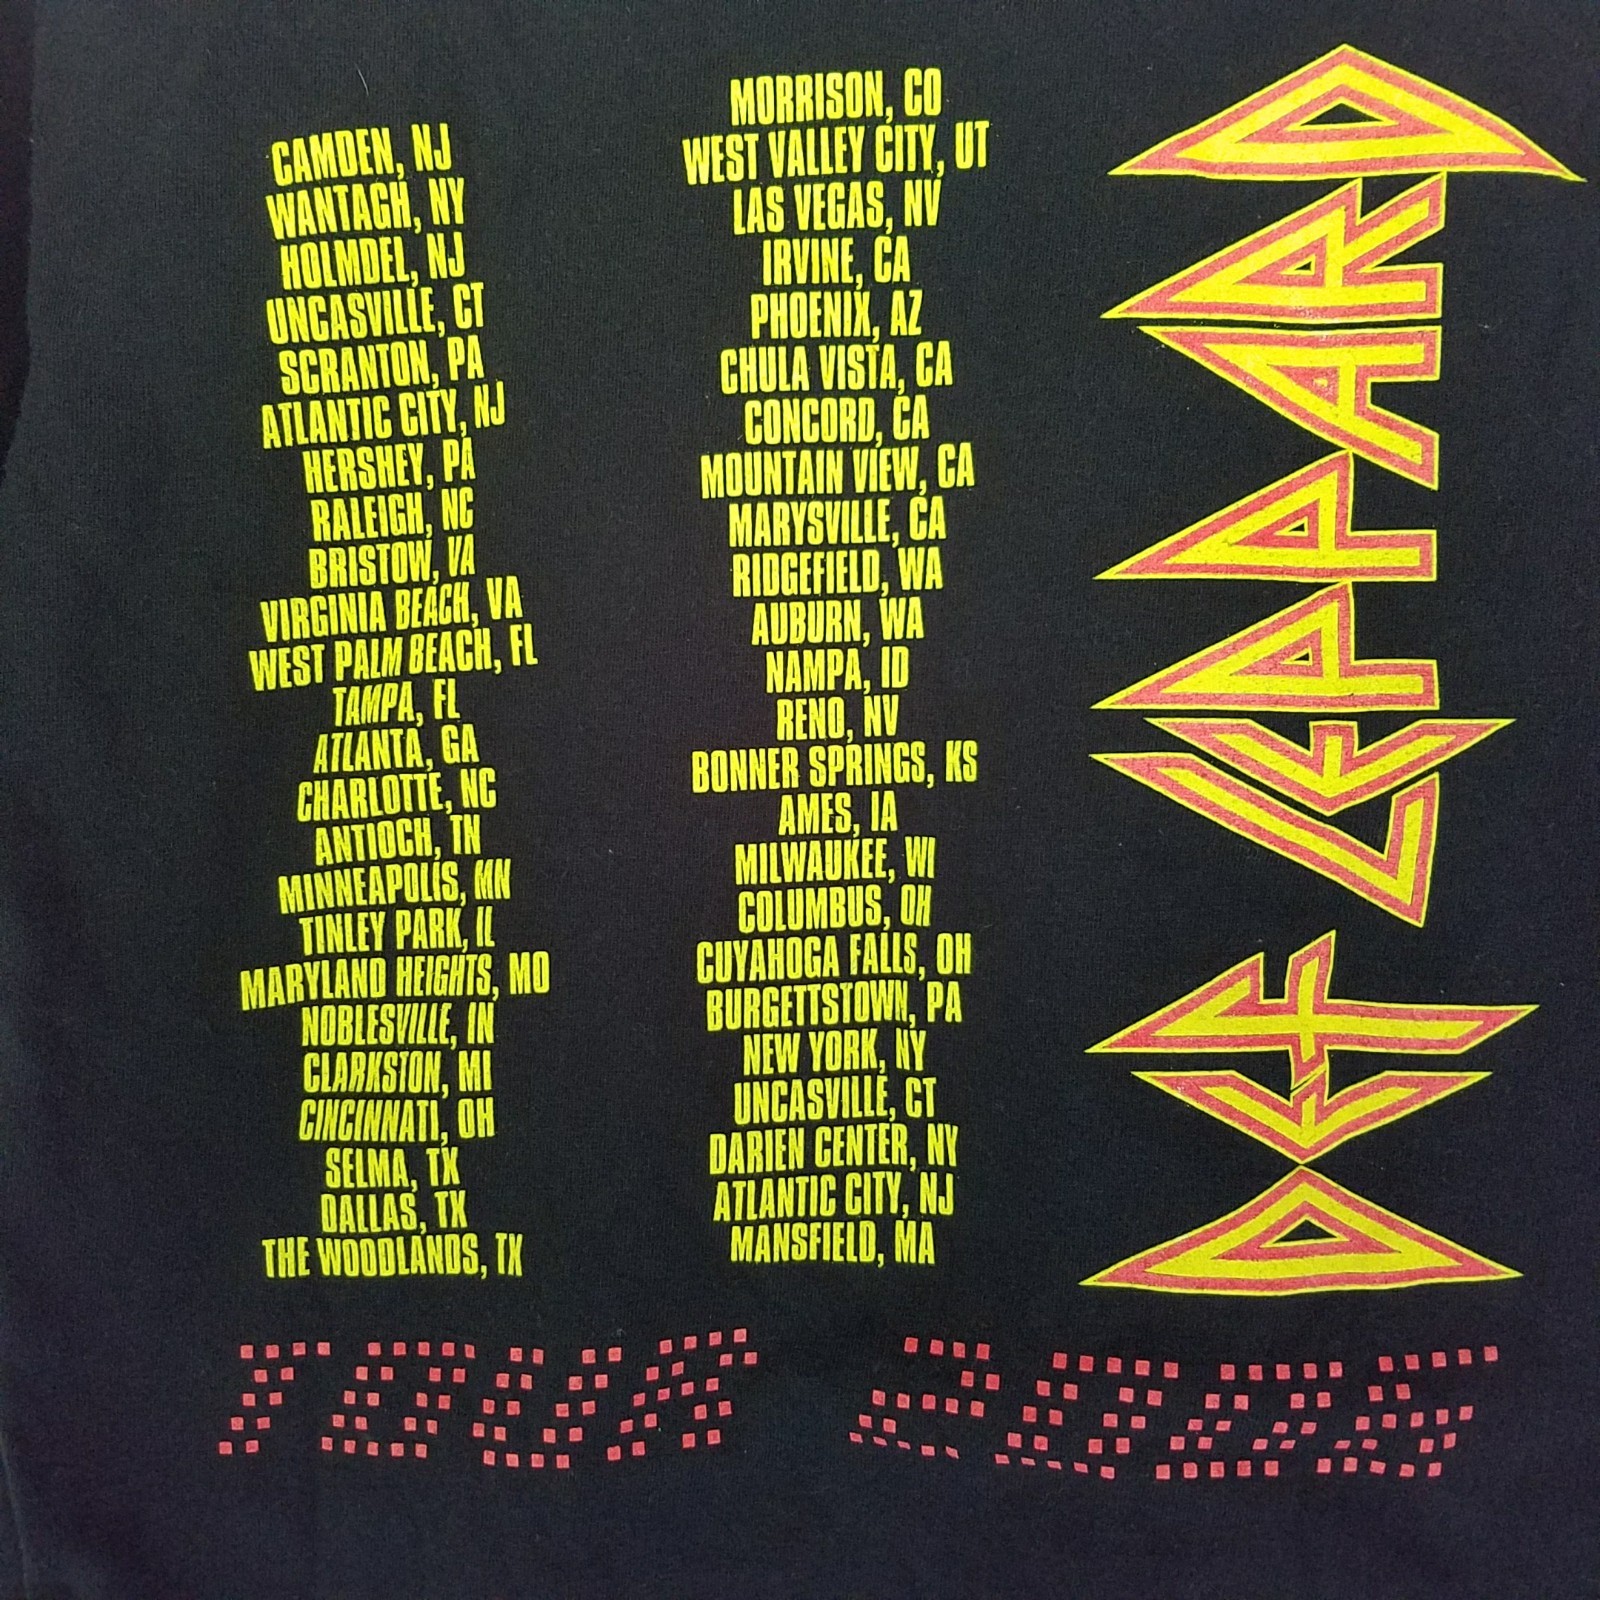 CAMDEN, NJ
WANTAGH, NY
HOLMDEL, NJ
UNCASVILLE, CT
SCRANTON, PA
ATLANTIC CITY, NJ
HERSHEY, PA
RALEIGH, NC
BRISTOW, VA
VIRGINIA BEACH, VA
WEST PALM BEACH, FL
TAMPA, FL
ATLANTA, GA
CHARLOTTE, NC
ANTIOCH, TN
MINNEAPOLIS, MN
TINLEY PARK, IL
MARYLAND HEIGHTS, MO
NOBLESVILLE, IN
CLARKSTON, MI
CINCINNATI, OH
SELMA, TX
DALLAS, TX
THE WOODLANDS, TX
MORRISON, CO
WEST VALLEY CITY, UT
LAS VEGAS, NV
IRVINE, CA
PHOENIX, AZ
CHULA VISTA, CA
CONCORD, CA
MOUNTAIN VIEW, CA
MARYSVILLE, CA
RIDGEFIELD, WA
AUBURN, WA
NAMPA, ID
RENO, NV
BONNER SPRINGS, KS
AMES, IA
MILWAUKEE, WI
COLUMBUS, OH
CUYAHOGA FALLS, OH
BURGETTSTOWN, PA
NEW YORK, NY
UNCASVILLE, CT
DARIEN CENTER, NY
ATLANTIC CITY, NJ
MANSFIELD, MA
DEF LEPPARD
TOUR